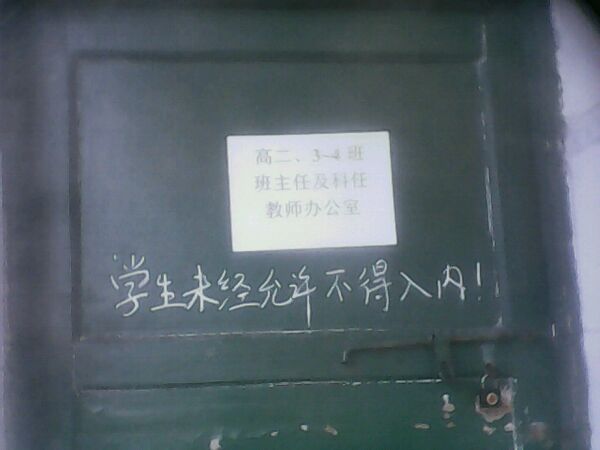 高二、3-4 班
班主任及科任
教师办公室
学生未经允许不得入内!